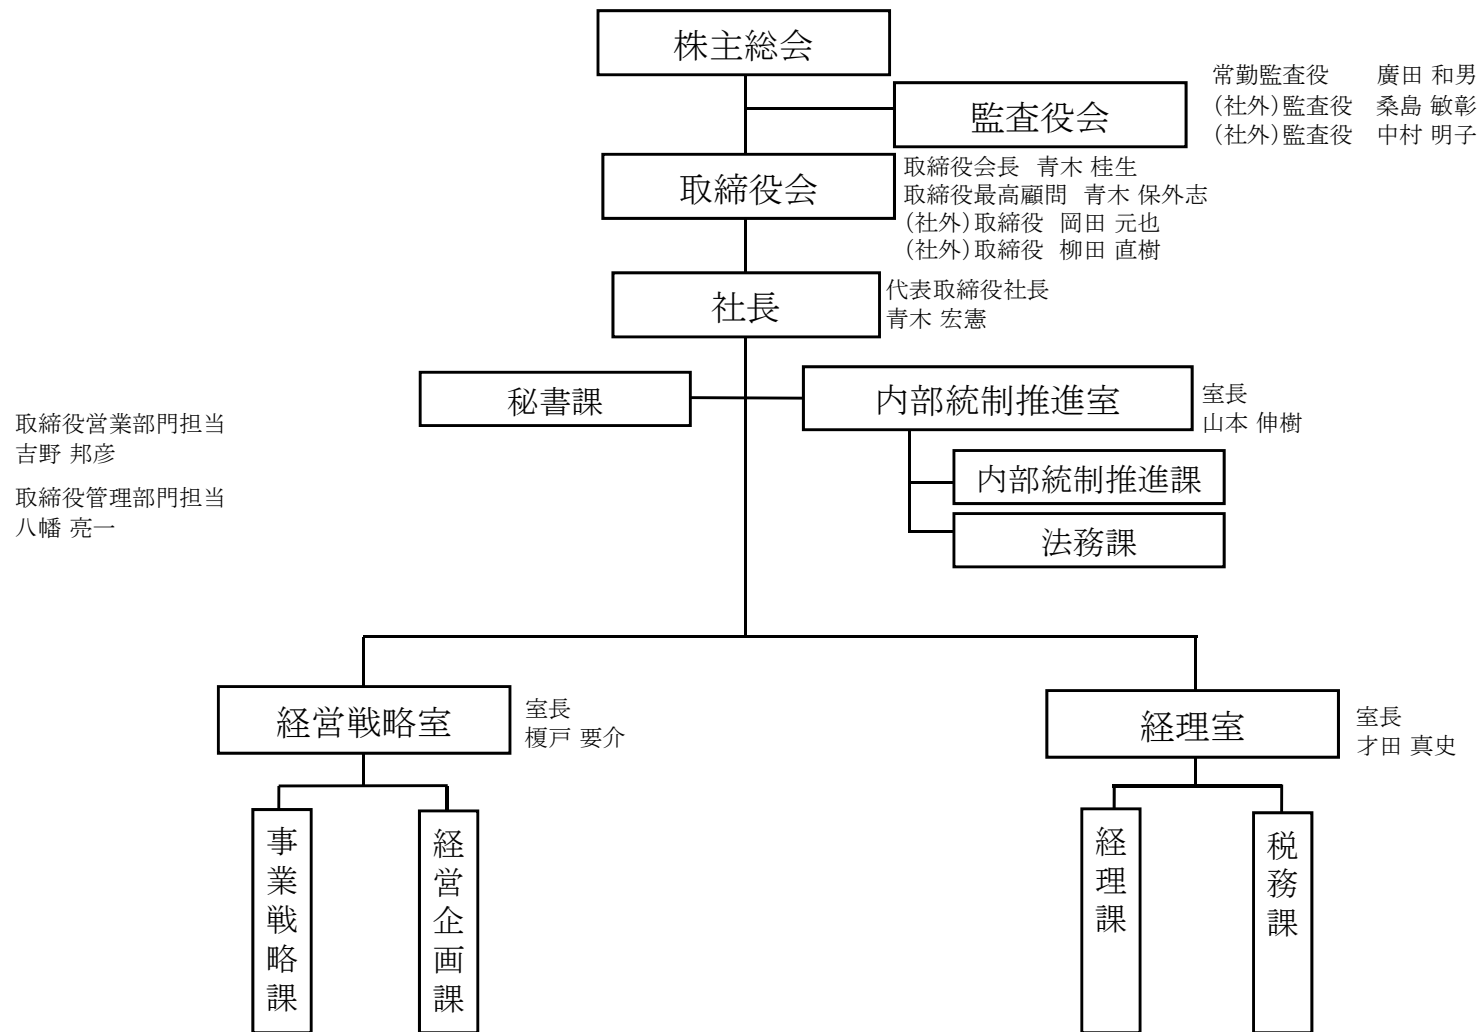 株主総会
監査役会
常勤監査役 廣田 和男
(社外)監査役 桑島 敏彰
(社外)監査役 中村 明子
取締役会
取締役会長 青木 桂生
取締役最高顧問 青木 保外志
(社外)取締役 岡田 元也
(社外)取締役 柳田 直樹
社長
代表取締役社長
青木 宏憲
秘書課
内部統制推進室
室長
山本 伸樹
取締役営業部門担当
吉野 邦彦
取締役管理部門担当
八幡 亮一
内部統制推進課
法務課
経営戦略室
室長
榎戸 要介
経理室
室長
才田 真史
事業戦略課
経営企画課
経理課
税務課